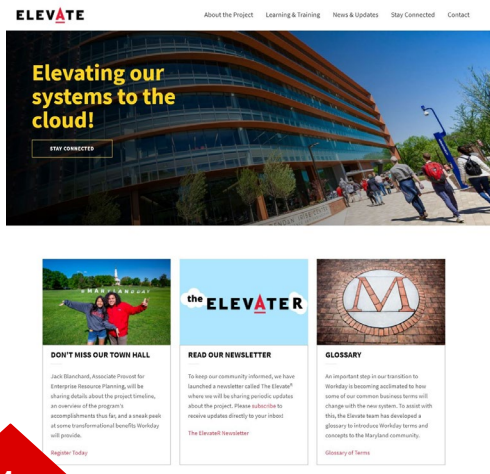 ELEVATE
About the Project Learning & Training News & Updates Stay Connected Contact
Elevating our
systems to the
cloud!
STAY CONNECTED
MARYLAND
DON'T MISS OUR TOWN HALL
Jack Blanchard, Associate Provost for
Enterprise Resource Planning, will be
sharing details about the project timeline,
an overview of the program's
accomplishments thus far, and a sneak peek
at some transformational benefits Workday
will provide.
Register Today
the ELEVATER
READ OUR NEWSLETTER
To keep our community informed, we have
launched a newsletter called The Elevate®
where we will be sharing periodic updates
about the project. Please subscribe to
receive updates directly to your inbox!
The ElevateR Newsletter
M
GLOSSARY
An important step in our transition to
Workday is becoming acclimated to how
some of our common business terms will
change with the new system. To assist with
this, the Elevate team has developed a
glossary to introduce Workday terms and
concepts to the Maryland community.
Glossary of Terms